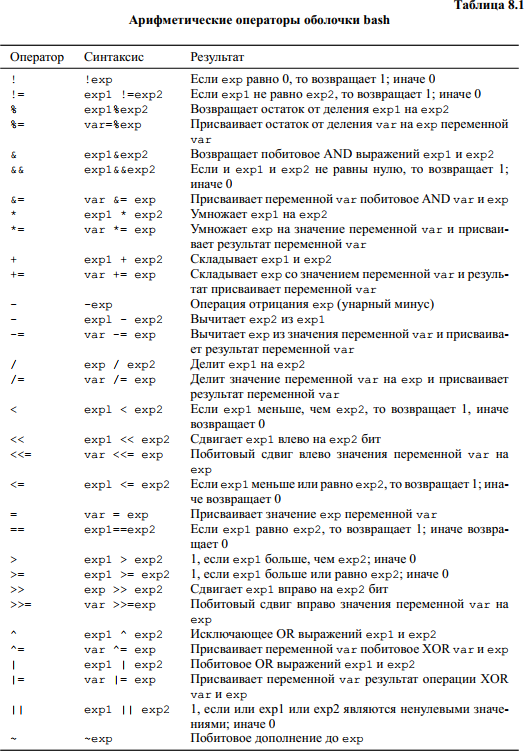 Таблица 8.1
Арифметические операторы оболочки bash
Оператор Синтаксис Результат
! !exp Если exp равно 0, то возвращает 1; иначе 0
!= exp1 !=exp2 Если exp1 не равно exp2, то возвращает 1; иначе 0
% exp1%exp2 Возвращает остаток от деления exp1 на exp2
%= var=%exp Присваивает остаток от деления var на exp переменной
var
& exp1&exp2 Возвращает побитовое AND выражений exp1 и exp2
&& exp1&&exp2 Если и exp1 и exp2 не равны нулю, то возвращает 1;
иначе 0
&= var &= exp Присваивает переменной var побитовое AND var и exp
* exp1 * exp2 Умножает exp1 на exp2
*= var *= exp Умножает exp на значение переменной var и присваи-
вает результат переменной var
+ exp1 + exp2 Складывает exp1 и exp2
+= var += exp Складывает exp со значением переменной var и резуль-
тат присваивает переменной var
- -exp Операция отрицания exp (унарный минус)
- expl - exp2 Вычитает exp2 из exp1
-= var -= exp Вычитает exp из значения переменной var и присваива-
ет результат переменной var
/ exp / exp2 Делит exp1 на exp2
/= var /= exp Делит значение переменной var на exp и присваивает
результат переменной var
< expl < exp2 Если exp1 меньше, чем exp2, то возвращает 1, иначе
возвращает 0
<< exp1 << exp2 Сдвигает exp1 влево на exp2 бит
<<= var <<= exp Побитовый сдвиг влево значения переменной var на
exp
<= expl <= exp2 Если exp1 меньше или равно exp2, то возвращает 1; ина-
че возвращает 0
= var = exp Присваивает значение exp переменной var
== exp1==exp2 Если exp1 равно exp2, то возвращает 1; иначе возвра-
щает 0
> exp1 > exp2 1, если exp1 больше, чем exp2; иначе 0
>= exp1 >= exp2 1, если exp1 больше или равно exp2; иначе 0
>> exp >> exp2 Сдвигает exp1 вправо на exp2 бит
>>= var >>=exp Побитовый сдвиг вправо значения переменной var на
exp
^ exp1 ^ exp2 Исключающее OR выражений exp1 и exp2
^= var ^= exp Присваивает переменной var побитовое XOR var и exp
| exp1 | exp2 Побитовое OR выражений exp1 и exp2
|= var |= exp Присваивает переменной var результат операции XOR
var и exp
|| exp1 || exp2 1, если или exp1 или exp2 являются ненулевыми значе-
ниями; иначе 0
~ ~exp Побитовое дополнение до exp